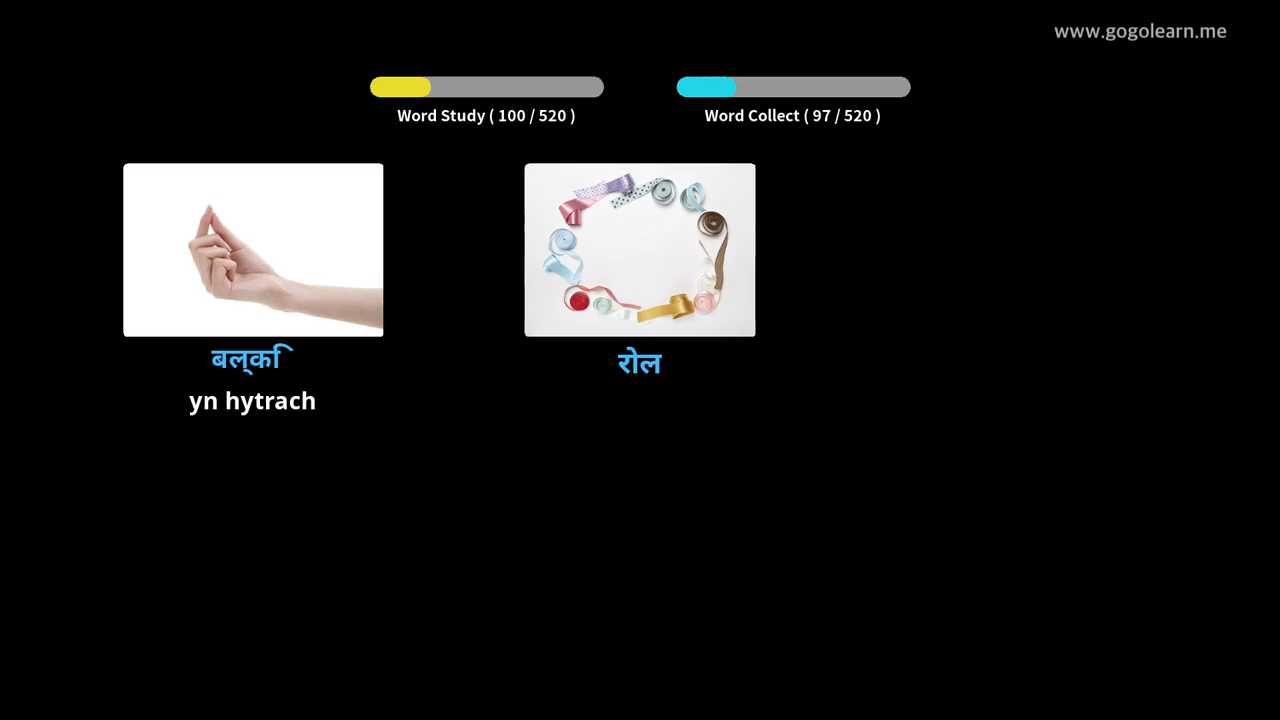 www.gogolearn.me
Word Study ( 100 / 520 )
Word Collect ( 97 / 520 )
बल्कि
रोल
yn hytrach